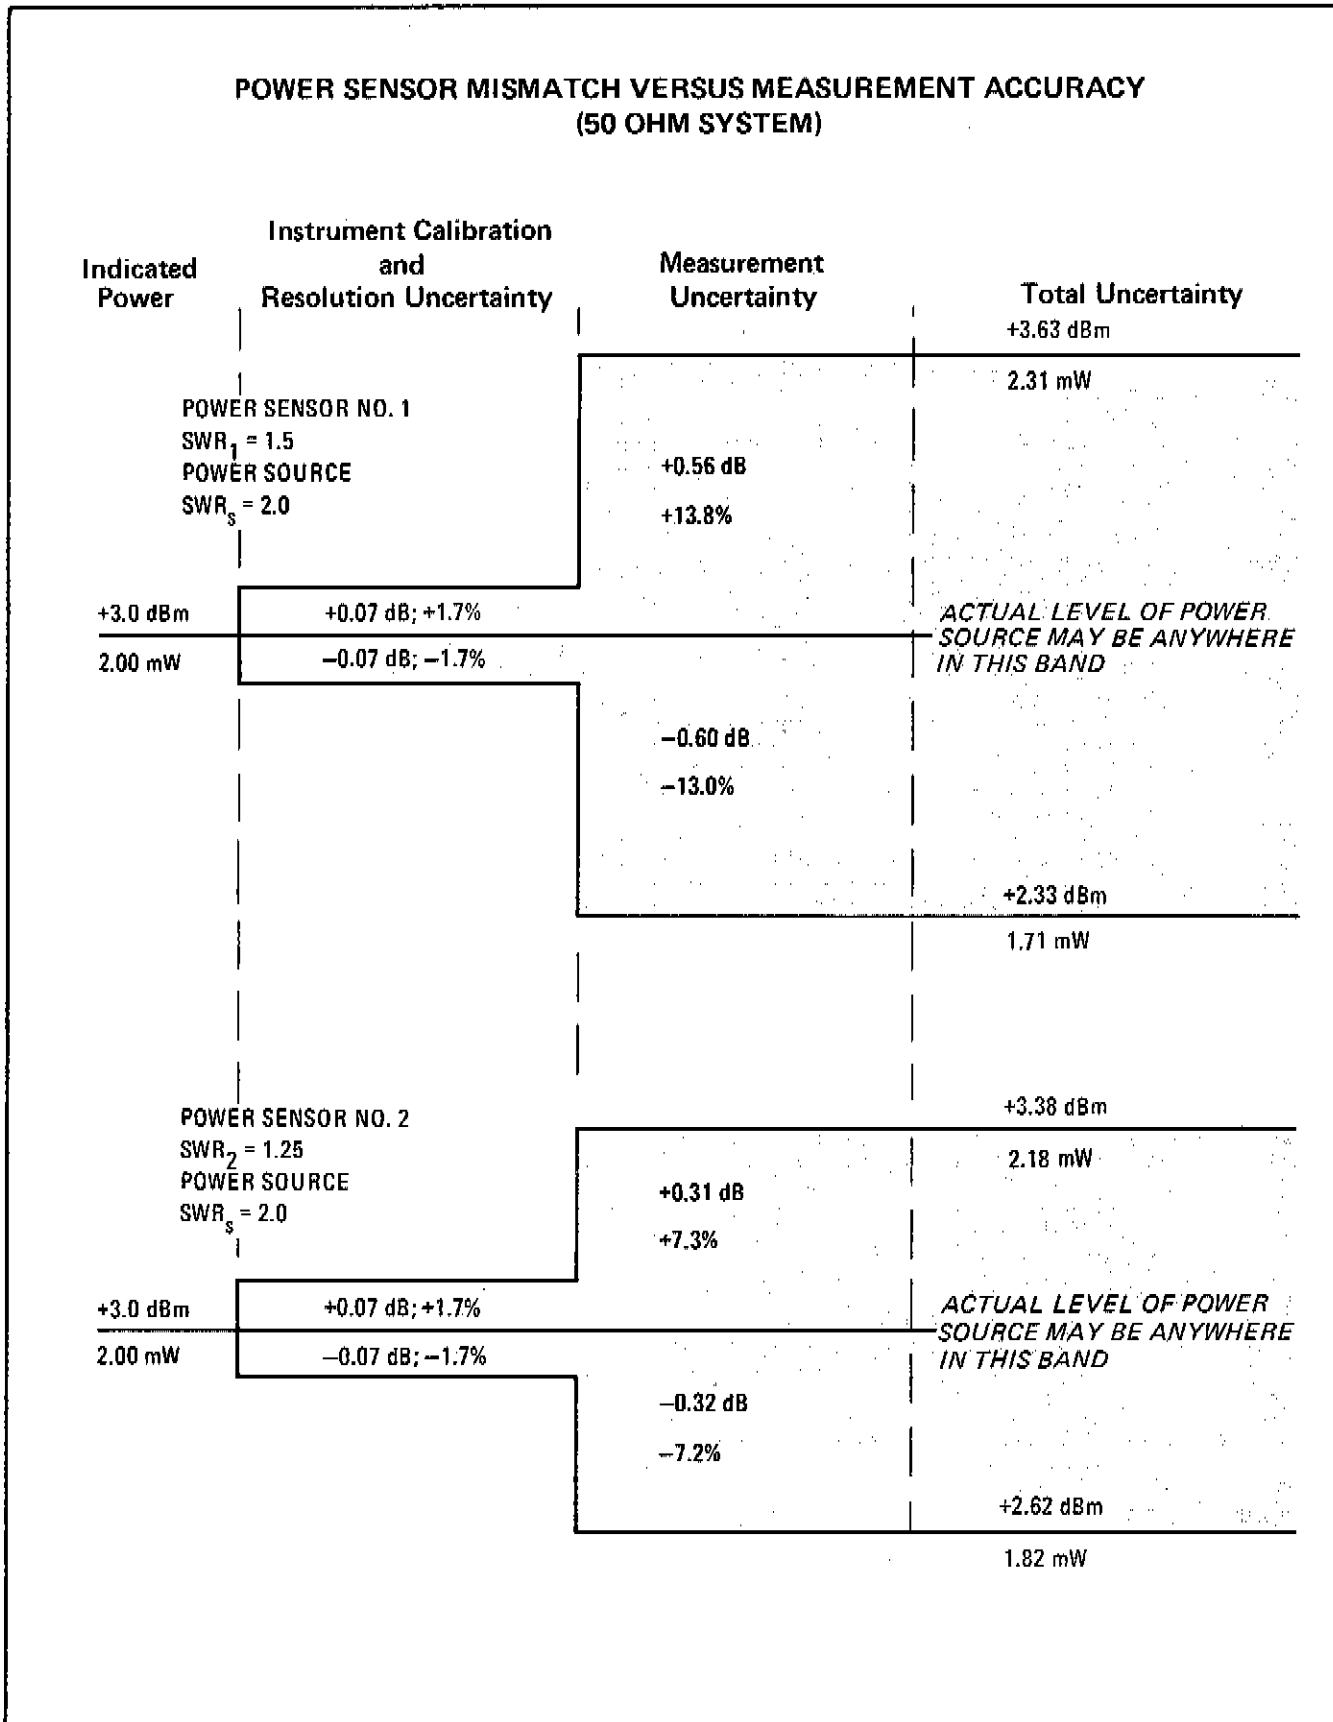 POWER SENSOR MISMATCH VERSUS MEASUREMENT ACCURACY
(50 OHM SYSTEM)
Indicated
Power
Instrument Calibration
and
Resolution Uncertainty
Measurement
Uncertainty
Total Uncertainty
+3.63 dBm
2.31 mW
POWER SENSOR NO. 1
SWR1 = 1.5
POWER SOURCE
SWRs = 2.0
+0.56 dB
+13.8%
+3.0 dBm
2.00 mW
+0.07 dB; +1.7%
−0.07 dB; −1.7%
ACTUAL LEVEL OF POWER
SOURCE MAY BE ANYWHERE
IN THIS BAND
−0.60 dB
−13.0%
+2.33 dBm
1.71 mW
POWER SENSOR NO. 2
SWR2 = 1.25
POWER SOURCE
SWRs = 2.0
+3.38 dBm
2.18 mW
+0.31 dB
+7.3%
+3.0 dBm
2.00 mW
+0.07 dB; +1.7%
−0.07 dB; −1.7%
ACTUAL LEVEL OF POWER
SOURCE MAY BE ANYWHERE
IN THIS BAND
−0.32 dB
−7.2%
+2.62 dBm
1.82 mW